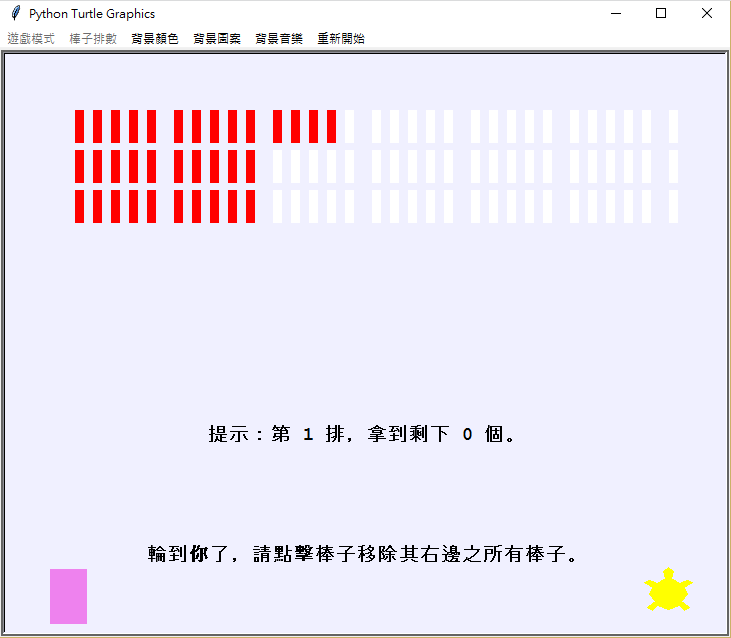 Python Turtle Graphics
遊戲模式 棒子排數 背景顏色 背景圖案 背景音樂 重新開始
提示：第 1 排，拿到剩下 0 個。
輪到你了，請點擊棒子移除其右邊之所有棒子。